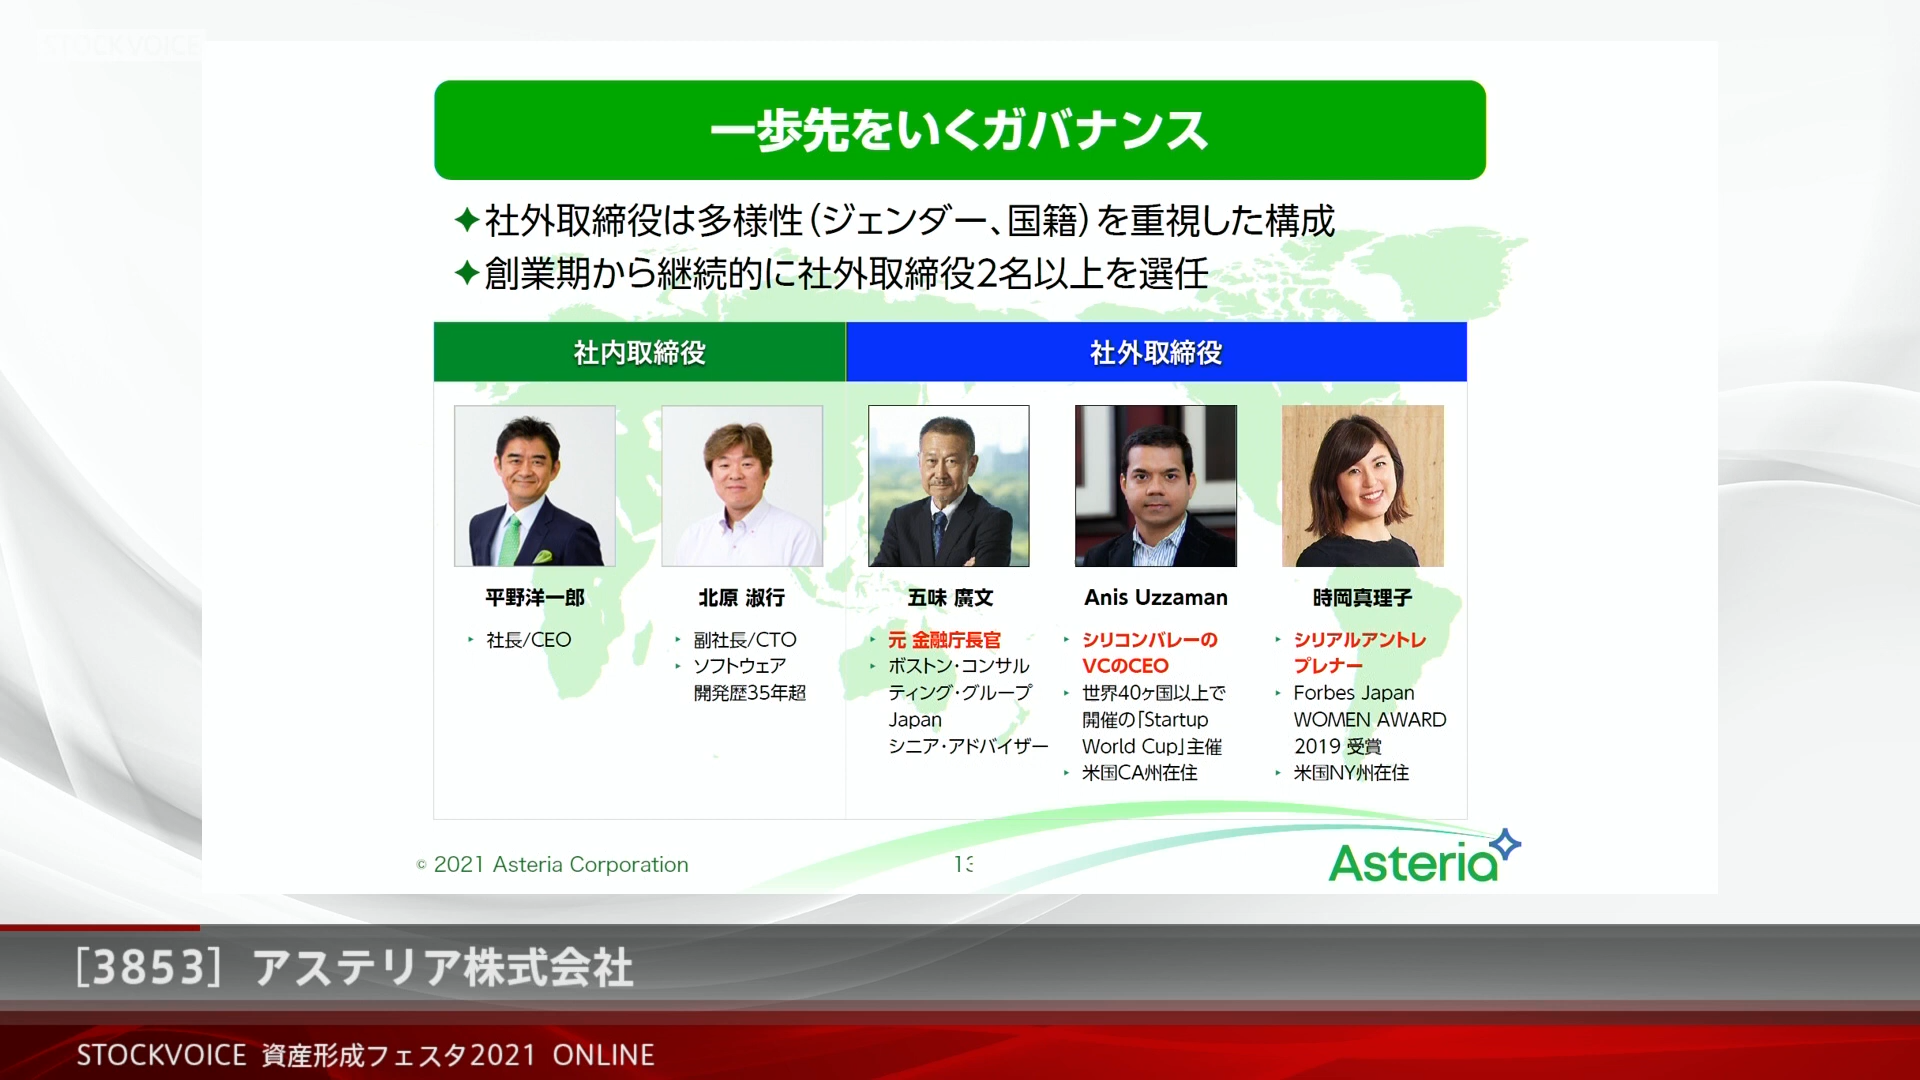 STOCKVOICE
一歩先をいくガバナンス
✦社外取締役は多様性（ジェンダー、国籍）を重視した構成
✦創業期から継続的に社外取締役2名以上を選任
社内取締役
社外取締役
平野洋一郎
‣ 社長/CEO
北原 淑行
‣ 副社長/CTO
‣ ソフトウェア
開発歴35年超
五味 廣文
‣ 元 金融庁長官
‣ ボストン・コンサル
ティング・グループ
Japan
シニア・アドバイザー
Anis Uzzaman
‣ シリコンバレーの
VCのCEO
‣ 世界40ヶ国以上で
開催の「Startup
World Cup」主催
‣ 米国CA州在住
時岡真理子
‣ シリアルアントレ
プレナー
‣ Forbes Japan
WOMEN AWARD
2019 受賞
‣ 米国NY州在住
© 2021 Asteria Corporation
13
Asteria
［3853］アステリア株式会社
STOCKVOICE 資産形成フェスタ2021 ONLINE